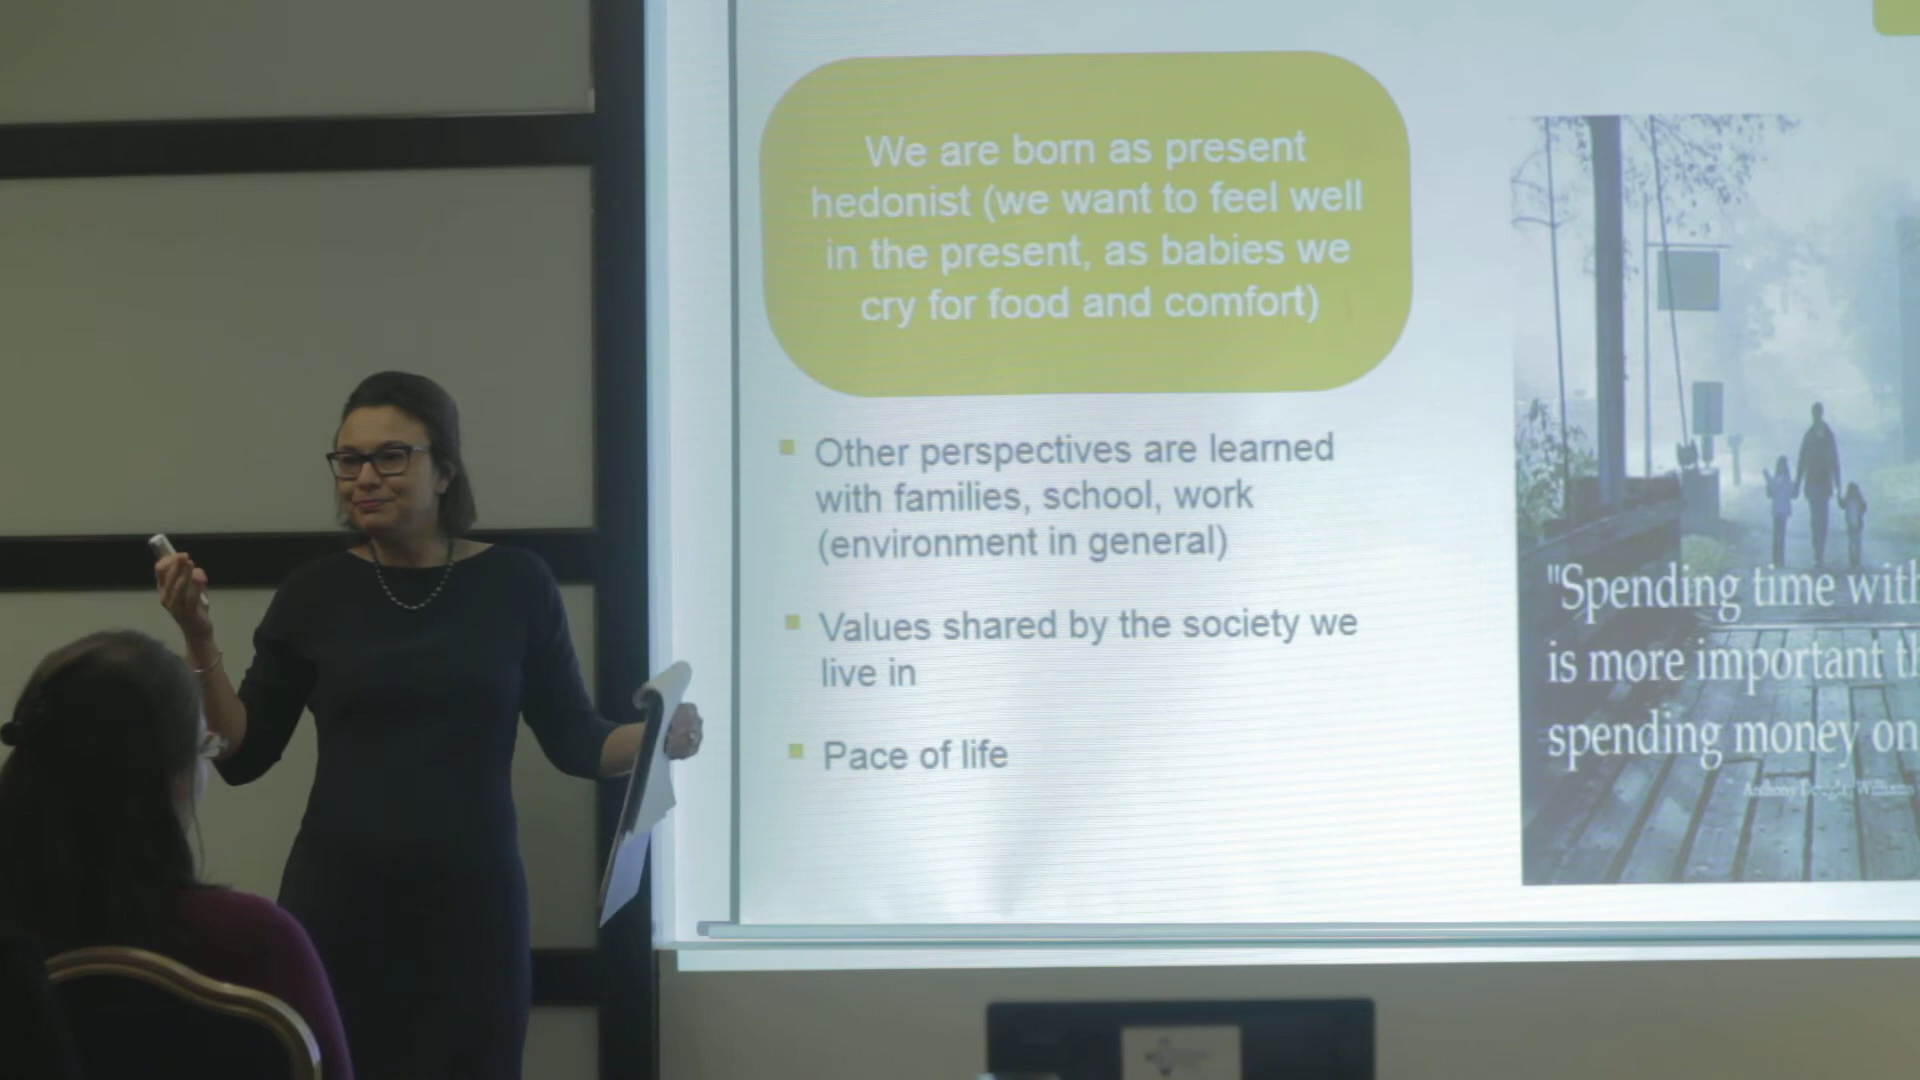 We are born as present
hedonist (we want to feel well
in the present, as babies we
cry for food and comfort)
Other perspectives are learned
with families, school, work
(environment in general)
Values shared by the society we
live in
Pace of life
"Spending time with
is more important
spending money on
Williams